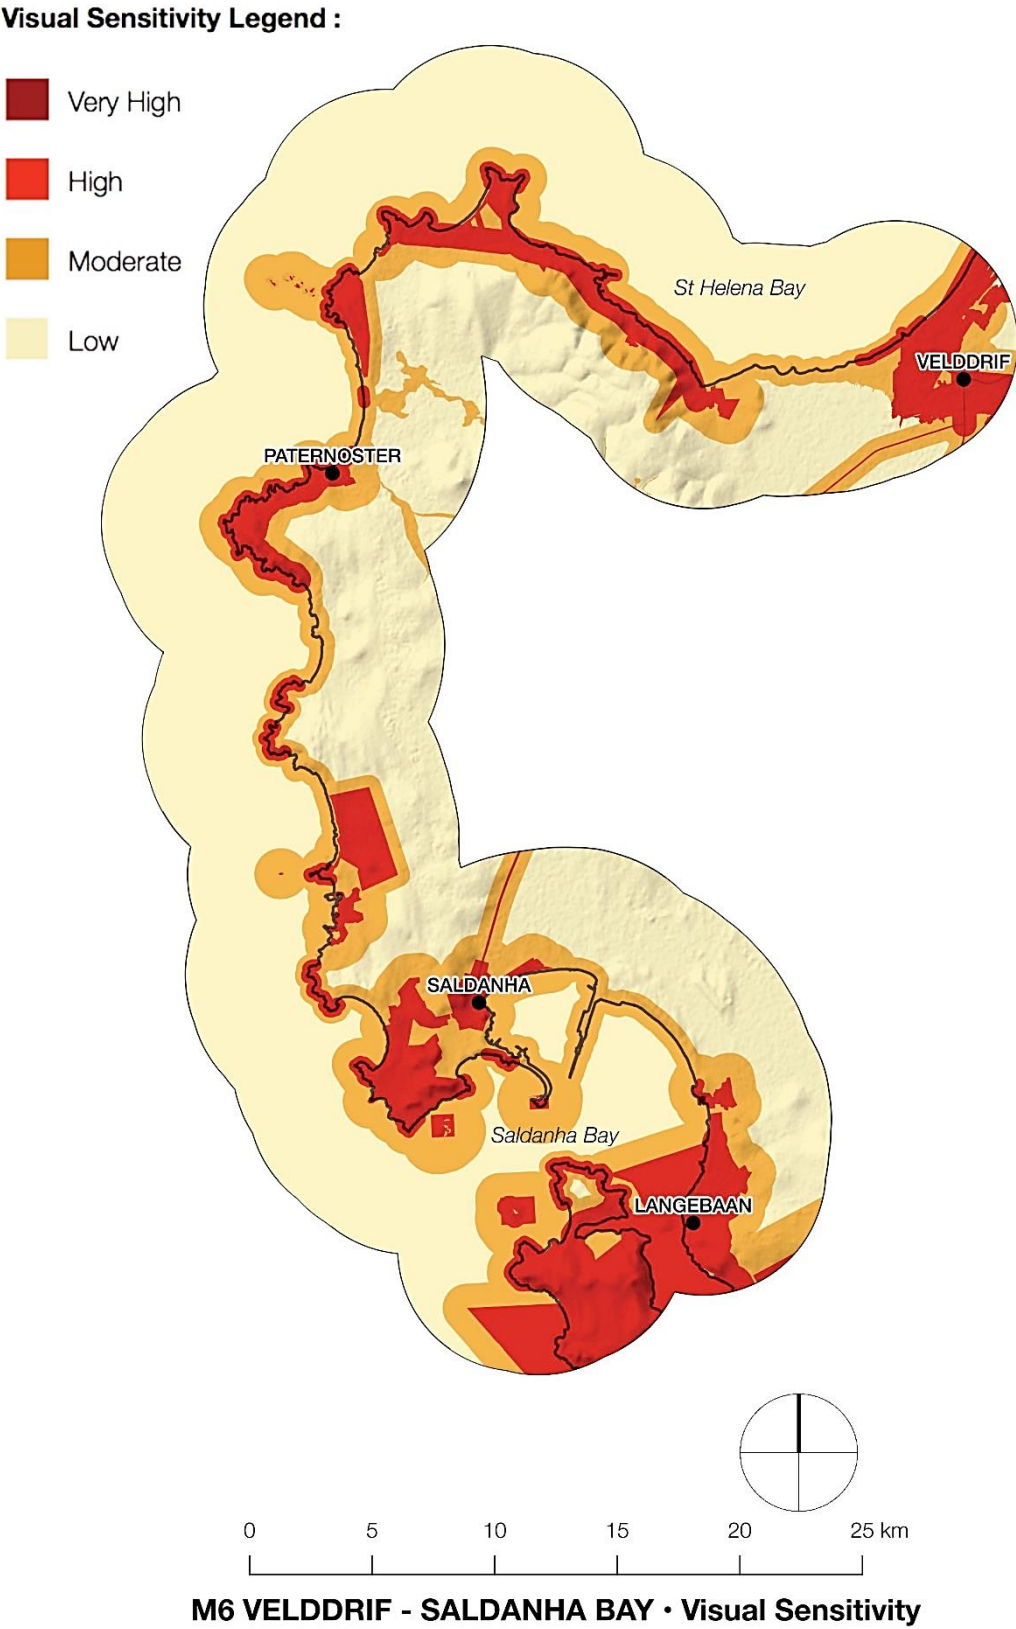 Visual Sensitivity Legend :
Very High
High
Moderate
Low
St Helena Bay
VELDDRIF
PATERNOSTER
SALDANHA
Saldanha Bay
LANGEBAAN
0 5 10 15 20 25 km
M6 VELDDRIF - SALDANHA BAY • Visual Sensitivity